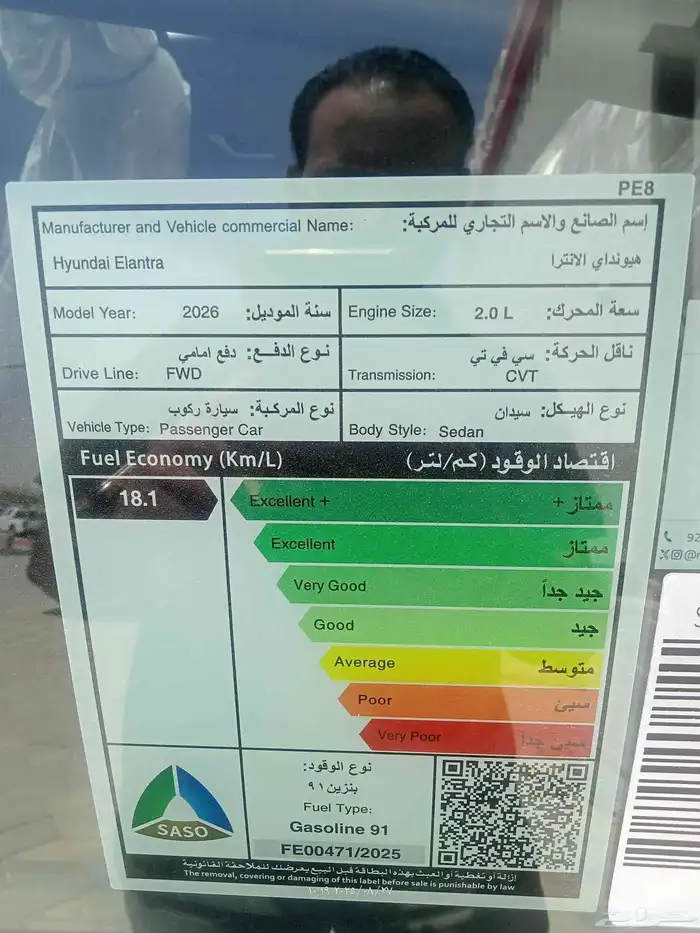 PE8
Manufacturer and Vehicle commercial Name: إسم الصانع والاسم التجاري للمركبة:
Hyundai Elantra هيونداي الانترا
Model Year: 2026 سنة الموديل: Engine Size: 2.0 L سعة المحرك:
نوع الدفع: دفع امامي ناقل الحركة: سي في تي
Drive Line: FWD Transmission: CVT
نوع المركبة: سيارة ركوب نوع الهيكل: سيدان
Vehicle Type: Passenger Car Body Style: Sedan
Fuel Economy (Km/L) اقتصاد الوقود (كم/لتر)
18.1 Excellent + ممتاز +
Excellent ممتاز
Very Good جيد جداً
Good جيد
Average متوسط
Poor سيئ
Very Poor سيئ جداً
نوع الوقود:
بنزين ٩١
Fuel Type:
Gasoline 91
SASO
FE00471/2025
إزالة أو تغطية أو العبث بهذه البطاقة قبل البيع يعرضك للملاحقة القانونية
The removal, covering or damaging of this label before sale is punishable by law
92